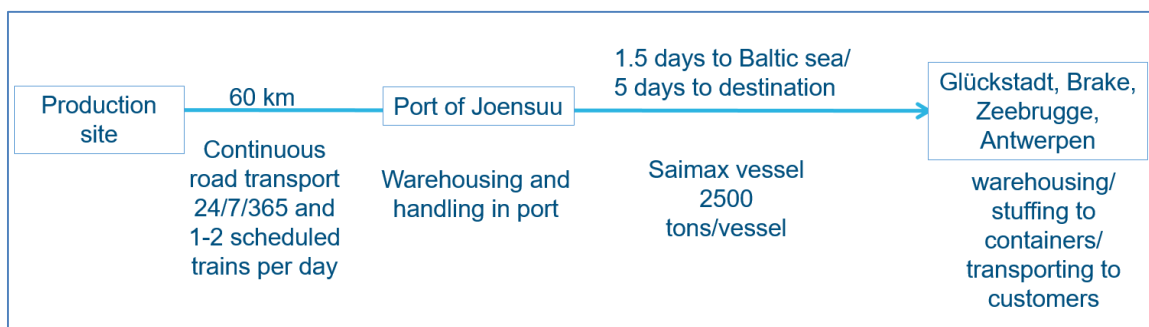 Production
site
60 km
Continuous
road transport
24/7/365 and
1-2 scheduled
trains per day
Port of Joensuu
Warehousing and
handling in port
1.5 days to Baltic sea/
5 days to destination
Saimax vessel
2500
tons/vessel
Glückstadt, Brake,
Zeebrugge,
Antwerpen
warehousing/
stuffing to
containers/
transporting to
customers